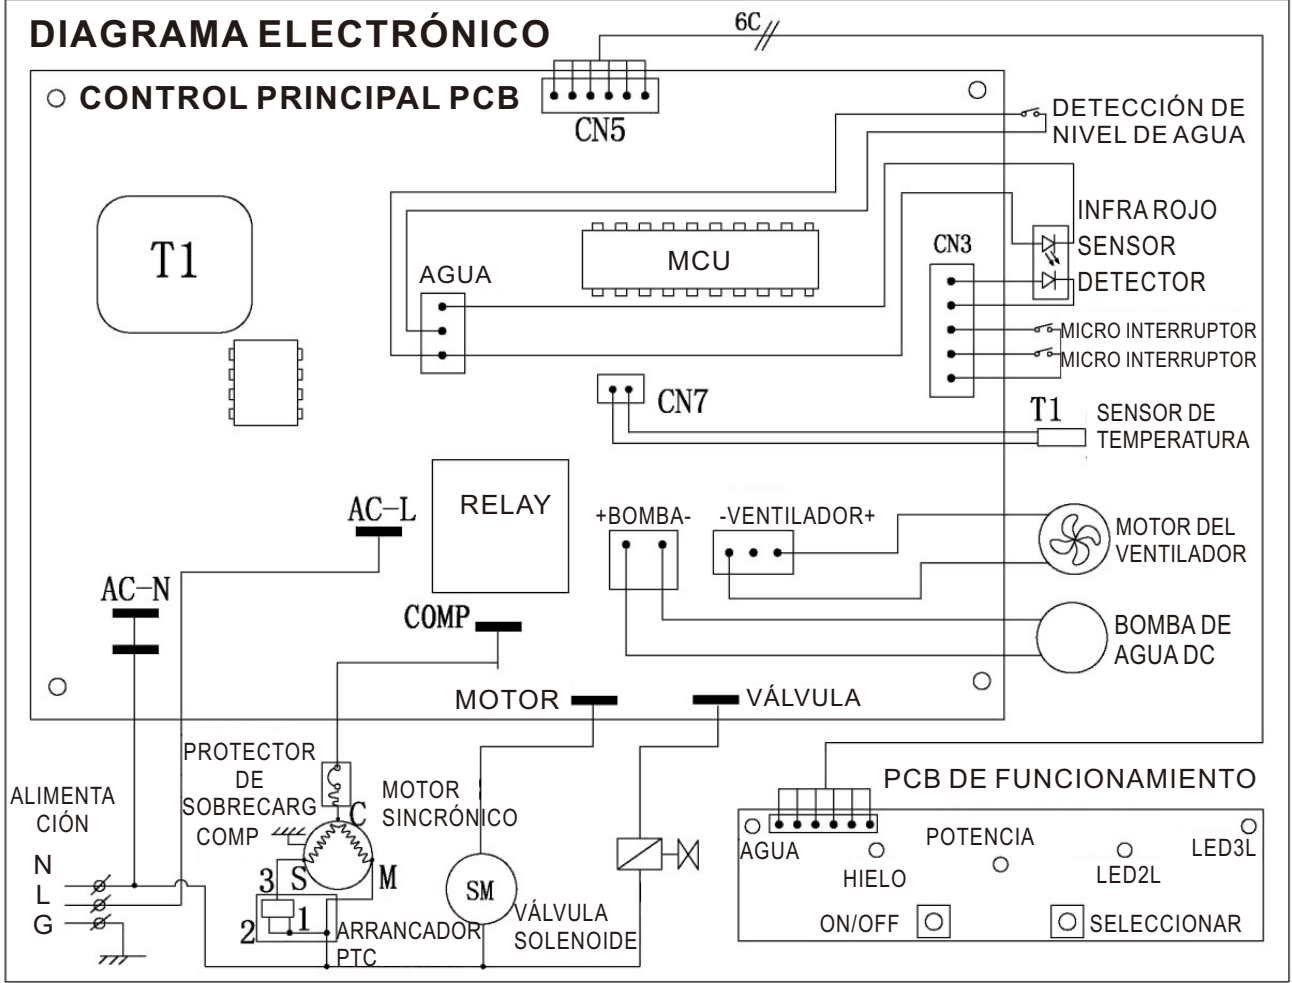 DIAGRAMA ELECTRÓNICO
6C
CONTROL PRINCIPAL PCB
CN5
DETECCIÓN DE
NIVEL DE AGUA
T1
MCU
AGUA
CN3
INFRA ROJO
SENSOR
DETECTOR
MICRO INTERRUPTOR
MICRO INTERRUPTOR
CN7
T1
SENSOR DE
TEMPERATURA
RELAY
AC-L
AC-N
COMP
+BOMBA-
-VENTILADOR+
MOTOR DEL
VENTILADOR
BOMBA DE
AGUA DC
MOTOR
VÁLVULA
PROTECTOR
DE
SOBRECARG
COMP
MOTOR
SINCRÓNICO
ALIMENTA
CIÓN
N
L
G
C
S
M
3
2
1
ARRANCADOR
PTC
SM
VÁLVULA
SOLENOIDE
PCB DE FUNCIONAMIENTO
AGUA
HIELO
POTENCIA
LED2L
LED3L
ON/OFF
SELECCIONAR